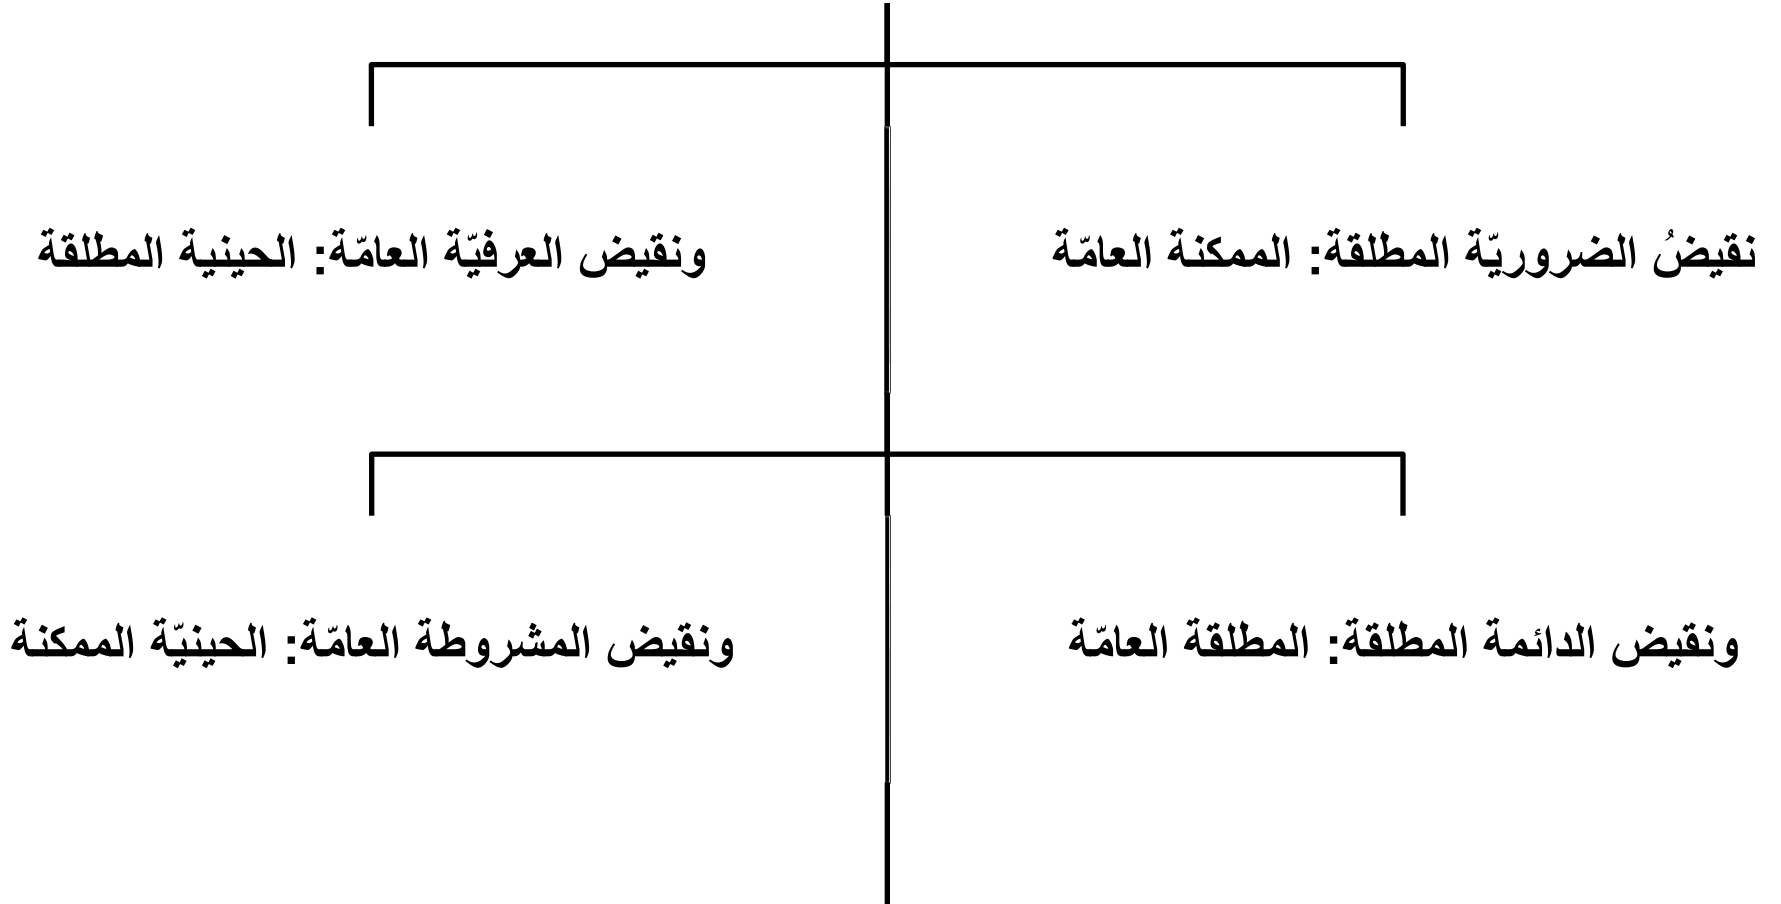 نقيضُ الضروريّة المطلقة: الممكنة العامّة
ونقيض العرفيّة العامّة: الحينية المطلقة
ونقيض الدائمة المطلقة: المطلقة العامّة
ونقيض المشروطة العامّة: الحينيّة الممكنة